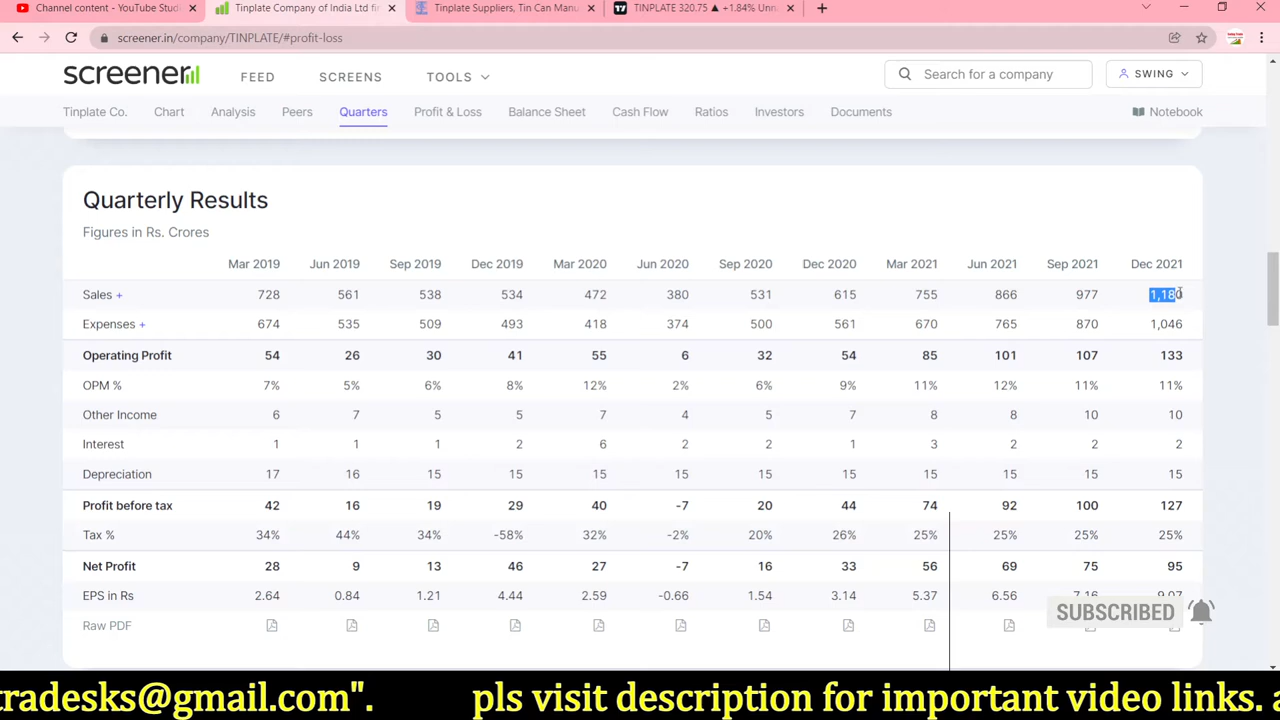 Channel content - YouTube Studi
Tinplate Company of India Ltd fin
Tinplate Suppliers, Tin Can Manu
TINPLATE 320.75 ▲ +1.84% Unn
screener.in/company/TINPLATE/#profit-loss
screener
FEED
SCREENS
TOOLS
Search for a company
SWING
Tinplate Co.
Chart
Analysis
Peers
Quarters
Profit & Loss
Balance Sheet
Cash Flow
Ratios
Investors
Documents
Notebook
Quarterly Results
Figures in Rs. Crores
Mar 2019 Jun 2019 Sep 2019 Dec 2019 Mar 2020 Jun 2020 Sep 2020 Dec 2020 Mar 2021 Jun 2021 Sep 2021 Dec 2021
Sales + 728 561 538 534 472 380 531 615 755 866 977 1,180
Expenses + 674 535 509 493 418 374 500 561 670 765 870 1,046
Operating Profit 54 26 30 41 55 6 32 54 85 101 107 133
OPM % 7% 5% 6% 8% 12% 2% 6% 9% 11% 12% 11% 11%
Other Income 6 7 5 5 7 4 5 7 8 8 10 10
Interest 1 1 1 2 6 2 2 1 3 2 2 2
Depreciation 17 16 15 15 15 15 15 15 15 15 15 15
Profit before tax 42 16 19 29 40 -7 20 44 74 92 100 127
Tax % 34% 44% 34% -58% 32% -2% 20% 26% 25% 25% 25% 25%
Net Profit 28 9 13 46 27 -7 16 33 56 69 75 95
EPS in Rs 2.64 0.84 1.21 4.44 2.59 -0.66 1.54 3.14 5.37 6.56 7.16 9.07
Raw PDF
SUBSCRIBED
tradesks@gmail.com". pls visit description for important video links. a